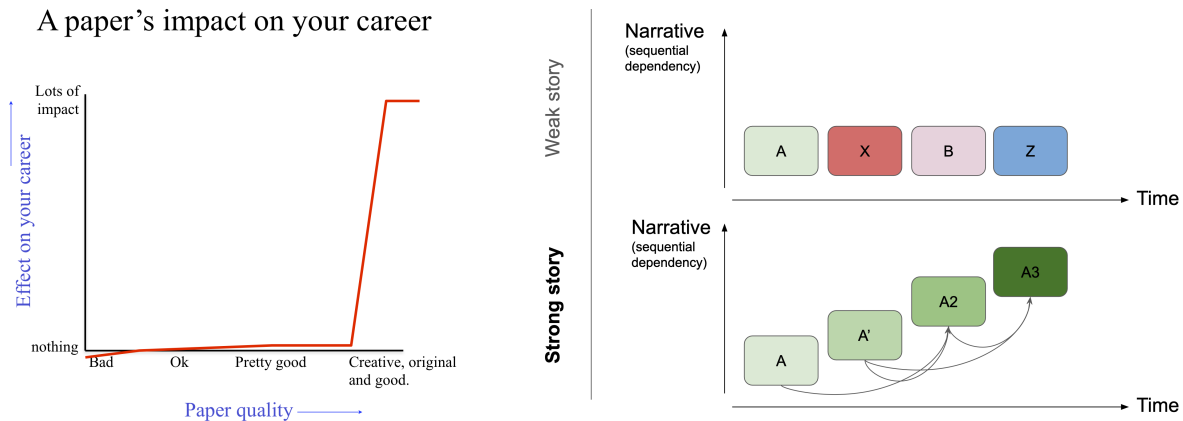 A paper's impact on your career
Lots of
impact
Effect on your career
nothing
Bad
Ok
Pretty good
Creative, original
and good.
Paper quality
Weak story
Strong story
Narrative
(sequential
dependency)
A
X
B
Z
Time
Narrative
(sequential
dependency)
A
A'
A2
A3
Time